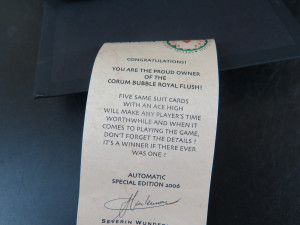 CONGRATULATIONS!
YOU ARE THE PROUD OWNER
OF THE
CORUM BUBBLE ROYAL FLUSH!
FIVE SAME SUIT CARDS
WITH AN ACE HIGH
WILL MAKE ANY PLAYER'S TIME
WORTHWHILE AND WHEN IT
COMES TO PLAYING THE GAME,
DON'T FORGET THE DETAILS !
IT'S A WINNER IF THERE EVER
WAS ONE !
AUTOMATIC
SPECIAL EDITION 2006
SEVERIN WUNDER